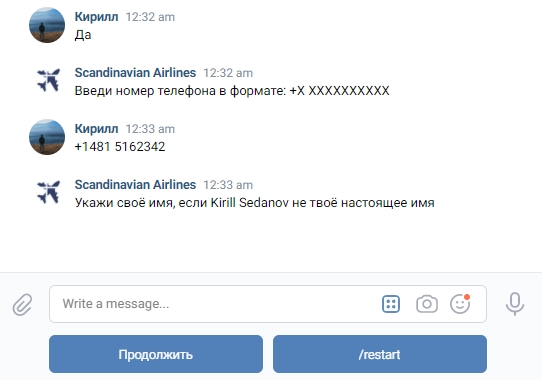 Кирилл 12:32 am
Да
Scandinavian Airlines 12:32 am
Введи номер телефона в формате: +X XXXXXXXXXX
Кирилл 12:33 am
+1481 5162342
Scandinavian Airlines 12:33 am
Укажи своё имя, если Kirill Sedanov не твоё настоящее имя
Write a message...
Продолжить
/restart